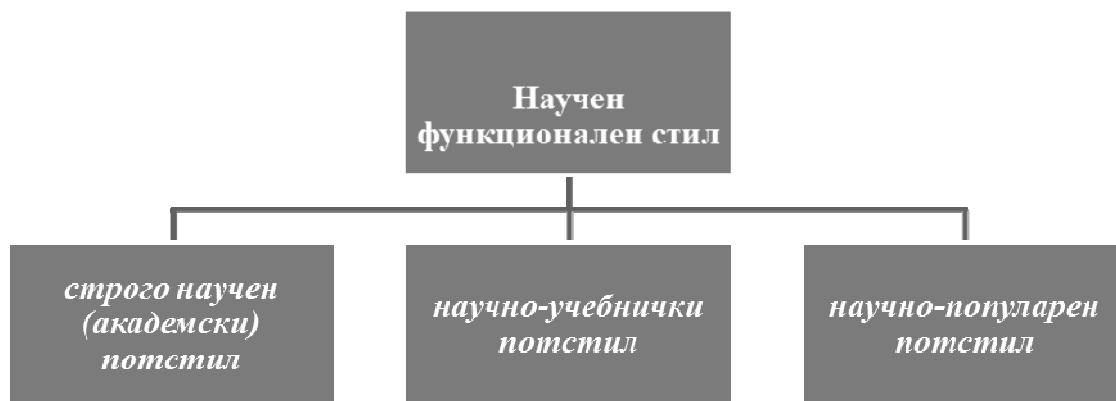 Научен
функционален стил
строго научен
(академски)
потстил
научно-учебнички
потстил
научно-популарен
потстил